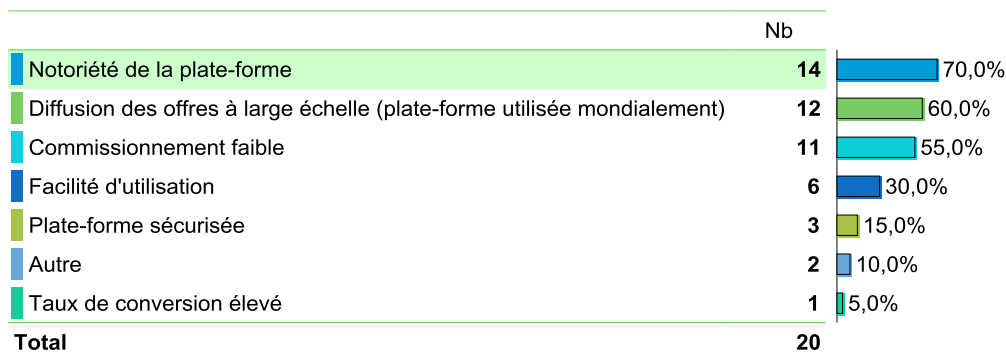 Nb
Notoriété de la plate-forme 14 70,0%
Diffusion des offres à large échelle (plate-forme utilisée mondialement) 12 60,0%
Commissionnement faible 11 55,0%
Facilité d'utilisation 6 30,0%
Plate-forme sécurisée 3 15,0%
Autre 2 10,0%
Taux de conversion élevé 1 5,0%
Total 20